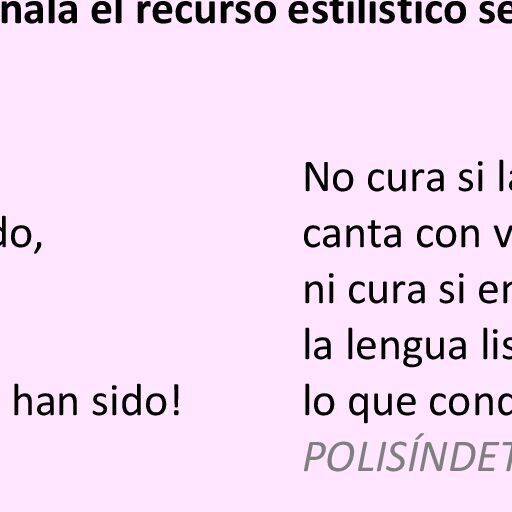 ñala el recurso estilístico se
do,
han sido!
No cura si la
canta con v
ni cura si en
la lengua lis
lo que cond
POLISÍNDET